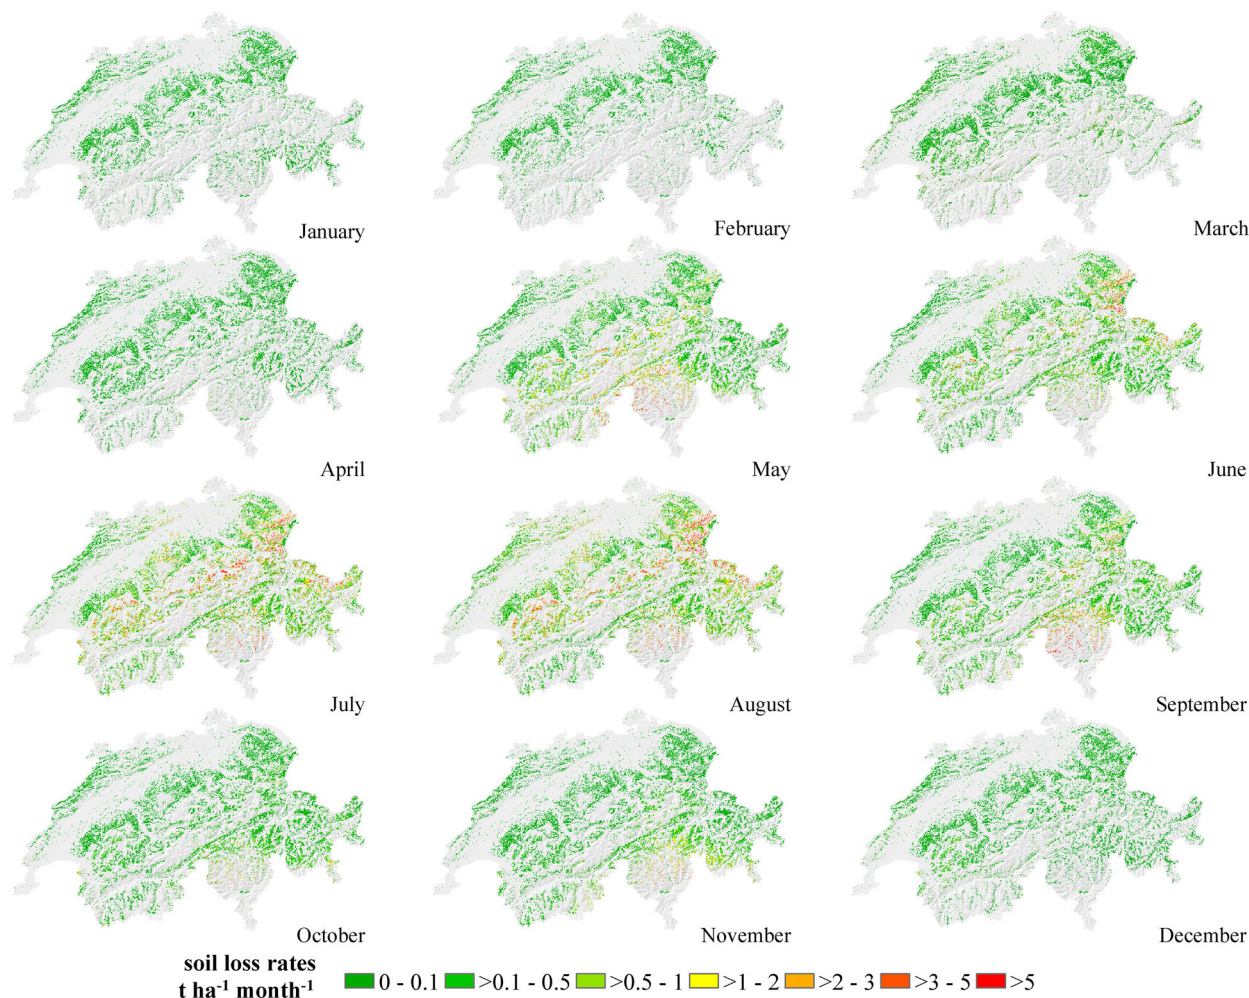 January
February
March
April
May
June
July
August
September
October
November
December
soil loss rates
t ha⁻¹ month⁻¹
0 - 0.1
>0.1 - 0.5
>0.5 - 1
>1 - 2
>2 - 3
>3 - 5
>5